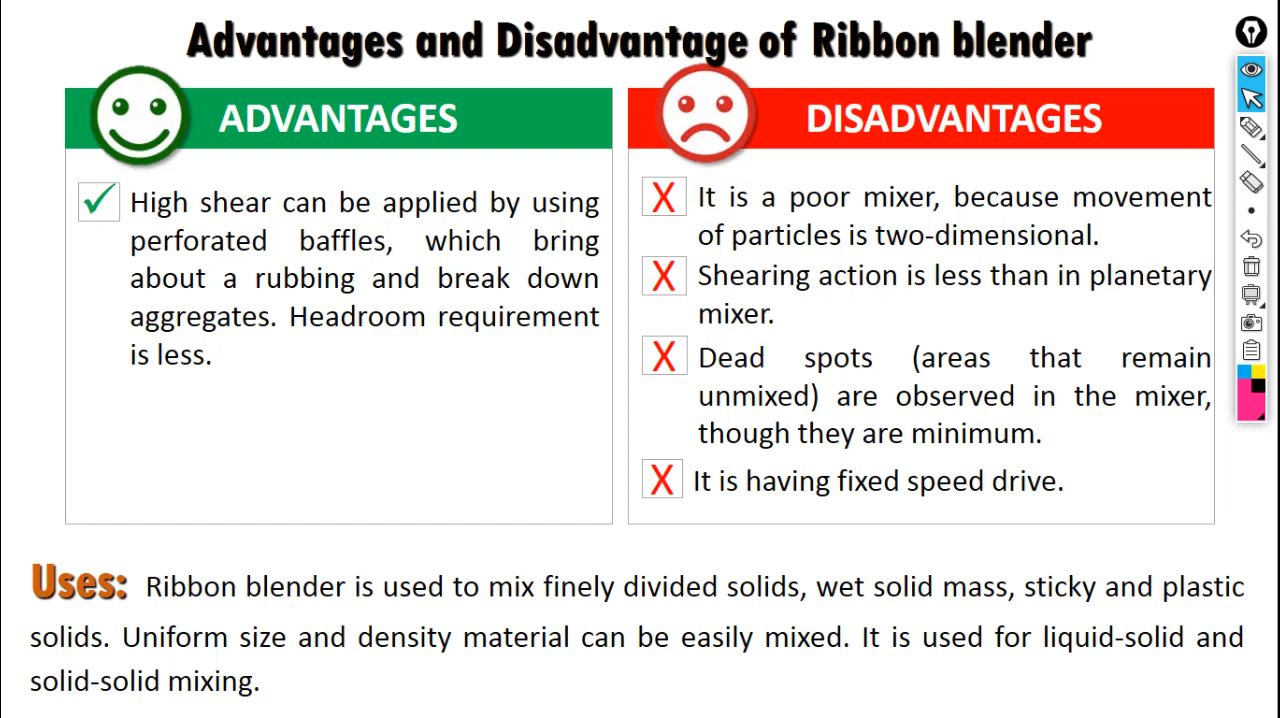 Advantages and Disadvantage of Ribbon blender
ADVANTAGES
High shear can be applied by using
perforated baffles, which bring
about a rubbing and break down
aggregates. Headroom requirement
is less.
DISADVANTAGES
X It is a poor mixer, because movement
of particles is two-dimensional.
X Shearing action is less than in planetary
mixer.
X Dead spots (areas that remain
unmixed) are observed in the mixer,
though they are minimum.
X It is having fixed speed drive.
Uses: Ribbon blender is used to mix finely divided solids, wet solid mass, sticky and plastic
solids. Uniform size and density material can be easily mixed. It is used for liquid-solid and
solid-solid mixing.